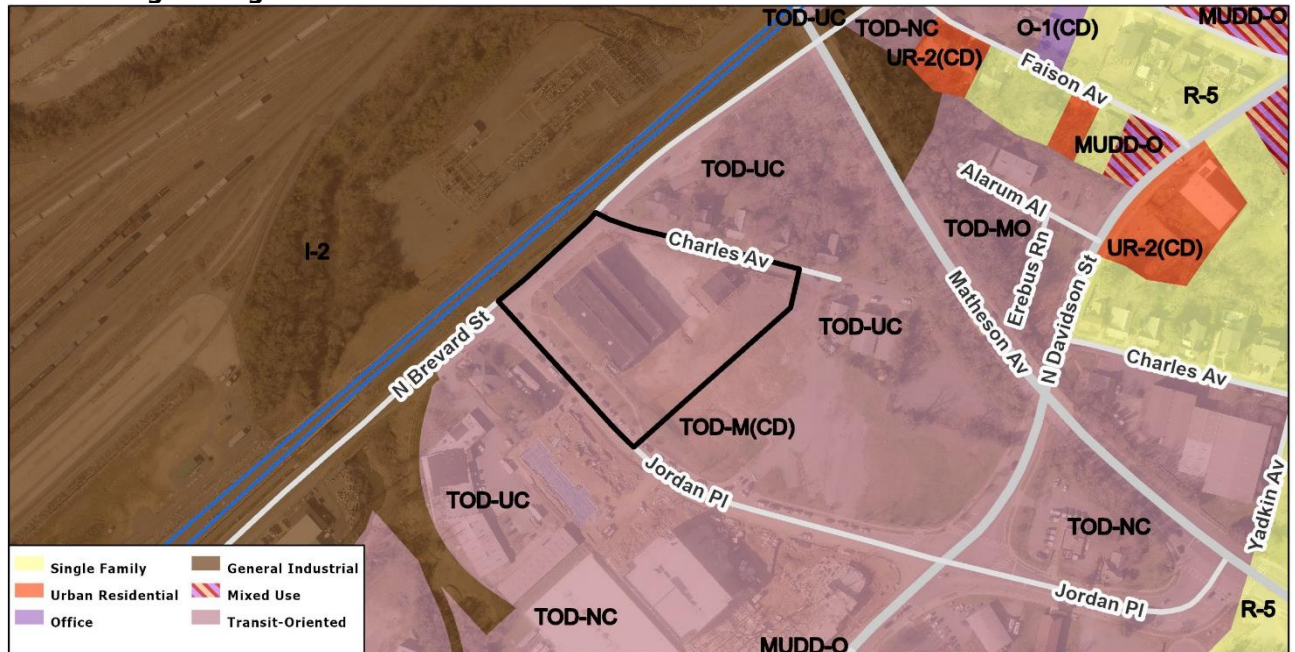 TOD-UC
TOD-NC
O-1(CD)
MUDD-O
UR-2(CD)
Faison Av
R-5
TOD-UC
MUDD-O
Alarum Al
I-2
TOD-MO
UR-2(CD)
Charles Av
Erebus Rn
Matheson Av
N Davidson St
TOD-UC
N Brevard St
Charles Av
TOD-M(CD)
Jordan Pl
TOD-UC
TOD-NC
Yadkin Av
Jordan Pl
R-5
TOD-NC
MUDD-O
Single Family
General Industrial
Urban Residential
Mixed Use
Office
Transit-Oriented